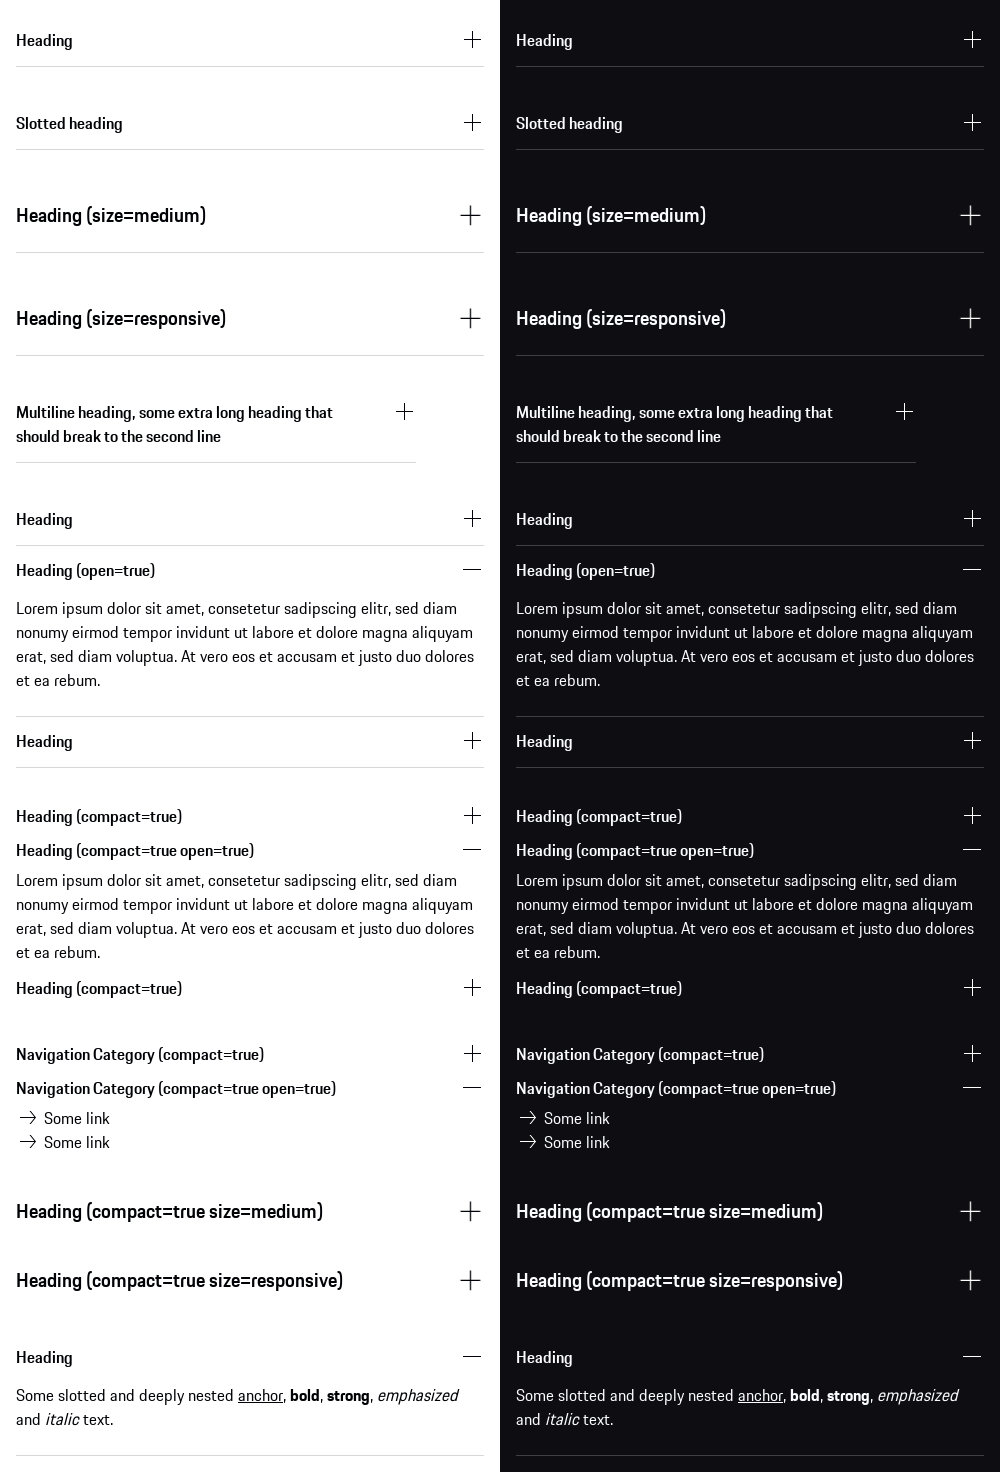 Heading
Slotted heading
Heading (size=medium)
Heading (size=responsive)
Multiline heading, some extra long heading that
should break to the second line
Heading
Heading (open=true)
Lorem ipsum dolor sit amet, consetetur sadipscing elitr, sed diam
nonumy eirmod tempor invidunt ut labore et dolore magna aliquyam
erat, sed diam voluptua. At vero eos et accusam et justo duo dolores
et ea rebum.
Heading
Heading (compact=true)
Heading (compact=true open=true)
Lorem ipsum dolor sit amet, consetetur sadipscing elitr, sed diam
nonumy eirmod tempor invidunt ut labore et dolore magna aliquyam
erat, sed diam voluptua. At vero eos et accusam et justo duo dolores
et ea rebum.
Heading (compact=true)
Navigation Category (compact=true)
Navigation Category (compact=true open=true)
Some link
Some link
Heading (compact=true size=medium)
Heading (compact=true size=responsive)
Heading
Some slotted and deeply nested anchor, bold, strong, emphasized
and italic text.
Heading
Slotted heading
Heading (size=medium)
Heading (size=responsive)
Multiline heading, some extra long heading that
should break to the second line
Heading
Heading (open=true)
Lorem ipsum dolor sit amet, consetetur sadipscing elitr, sed diam
nonumy eirmod tempor invidunt ut labore et dolore magna aliquyam
erat, sed diam voluptua. At vero eos et accusam et justo duo dolores
et ea rebum.
Heading
Heading (compact=true)
Heading (compact=true open=true)
Lorem ipsum dolor sit amet, consetetur sadipscing elitr, sed diam
nonumy eirmod tempor invidunt ut labore et dolore magna aliquyam
erat, sed diam voluptua. At vero eos et accusam et justo duo dolores
et ea rebum.
Heading (compact=true)
Navigation Category (compact=true)
Navigation Category (compact=true open=true)
Some link
Some link
Heading (compact=true size=medium)
Heading (compact=true size=responsive)
Heading
Some slotted and deeply nested anchor, bold, strong, emphasized
and italic text.